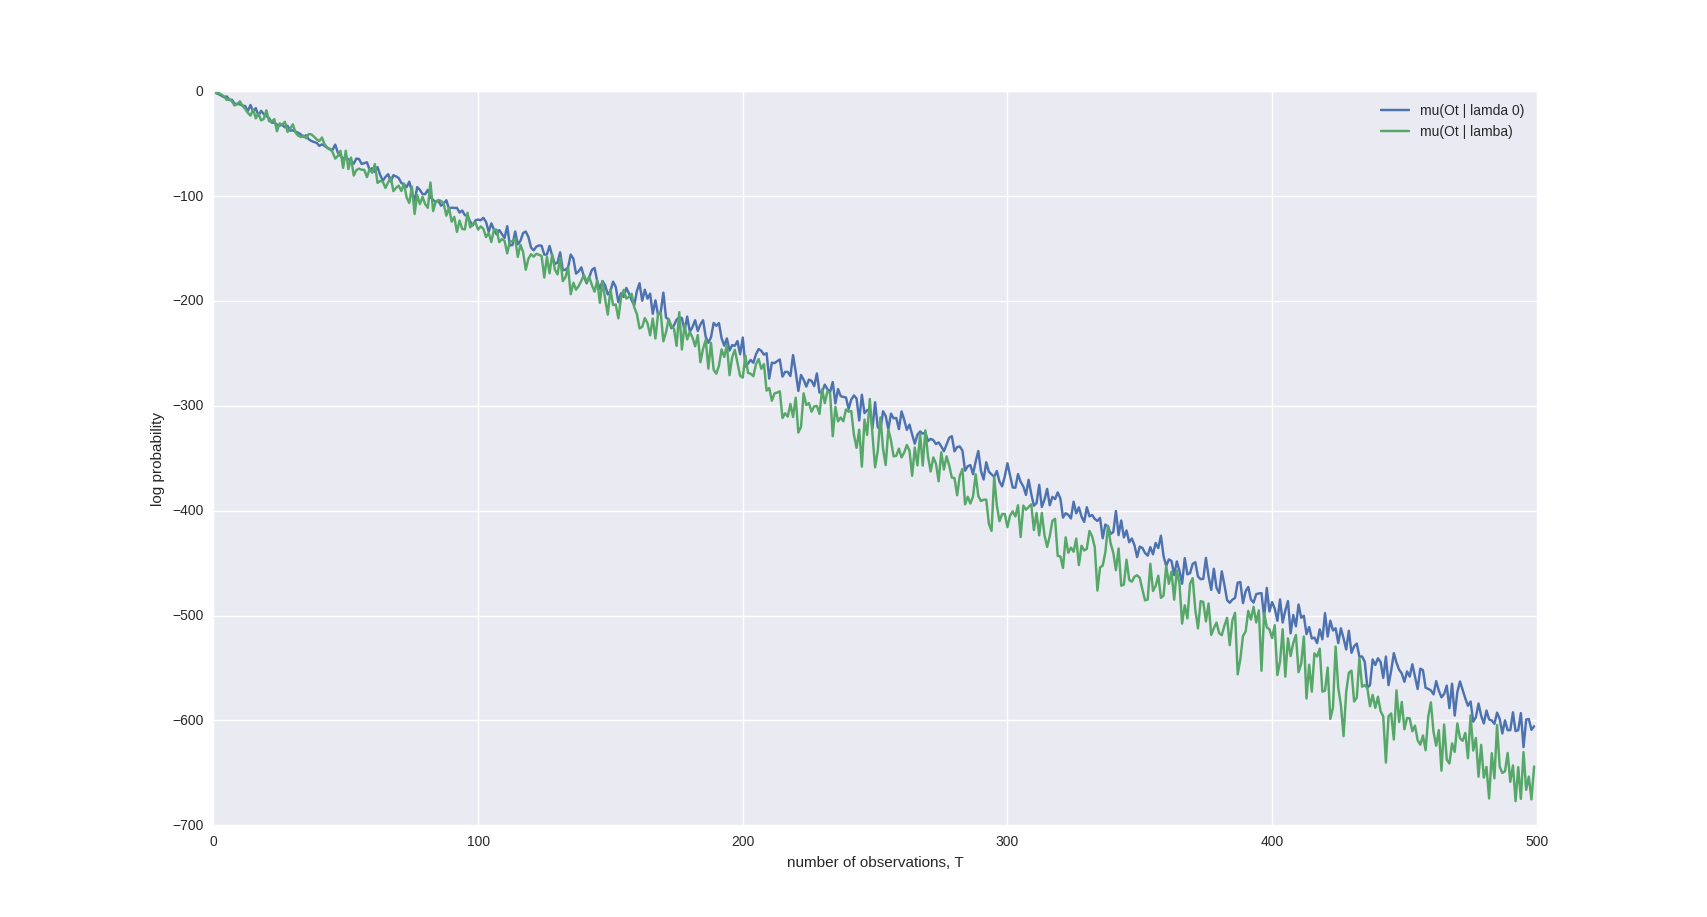 mu(Ot | lamda 0)
mu(Ot | lamba)
log probability
0
−100
−200
−300
−400
−500
−600
−700
0 100 200 300 400 500
number of observations, T